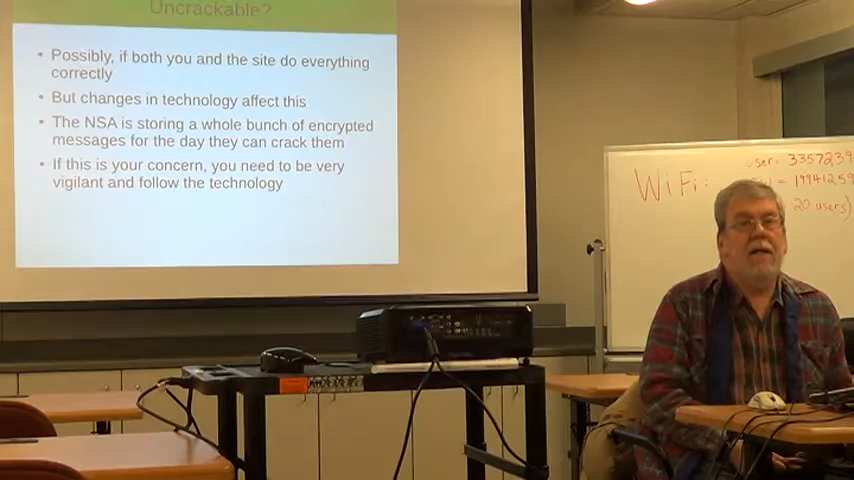 Uncrackable?
• Possibly, if both you and the site do everything
correctly
• But changes in technology affect this
• The NSA is storing a whole bunch of encrypted
messages for the day they can crack them
• If this is your concern, you need to be very
vigilant and follow the technology
WiFi: user: 3357239
= 19941259
20 users)